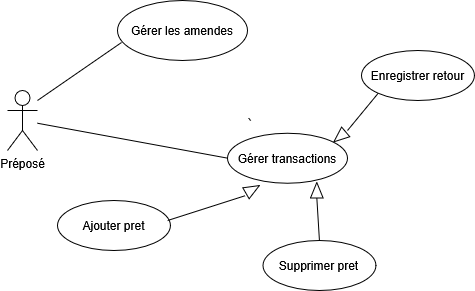 Gérer les amendes
Enregistrer retour
`
Préposé
Gérer transactions
Ajouter pret
Supprimer pret